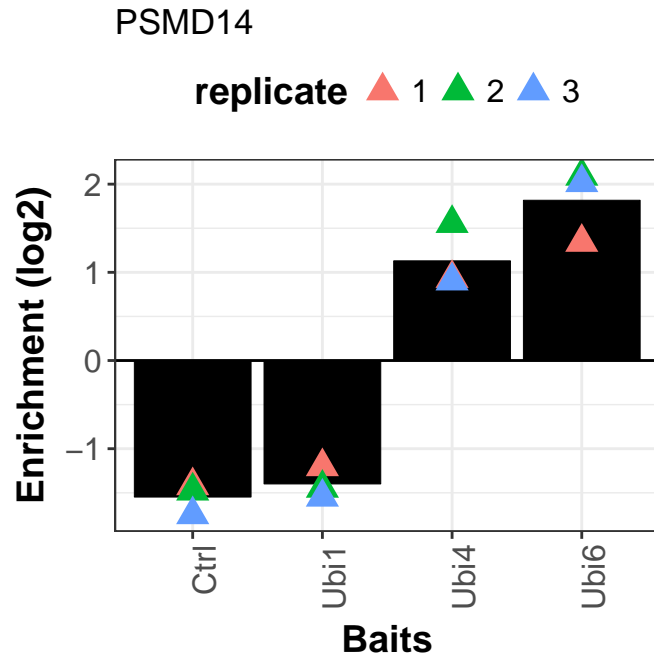 PSMD14
replicate 1 2 3
Enrichment (log2)
2
1
0
−1
Ctrl
Ubi1
Ubi4
Ubi6
Baits